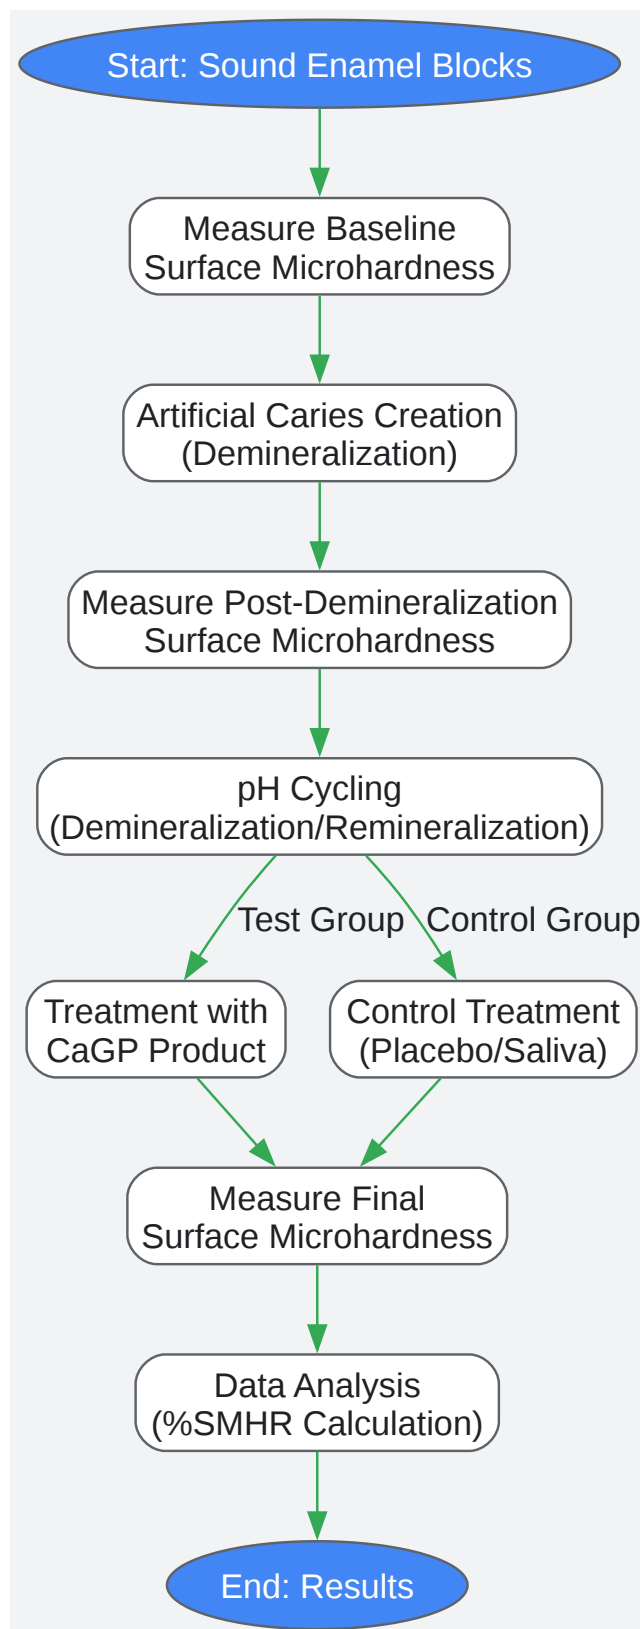 Start: Sound Enamel Blocks
Measure Baseline
Surface Microhardness
Artificial Caries Creation
(Demineralization)
Measure Post-Demineralization
Surface Microhardness
pH Cycling
(Demineralization/Remineralization)
Test Group
Control Group
Treatment with
CaGP Product
Control Treatment
(Placebo/Saliva)
Measure Final
Surface Microhardness
Data Analysis
(%SMHR Calculation)
End: Results